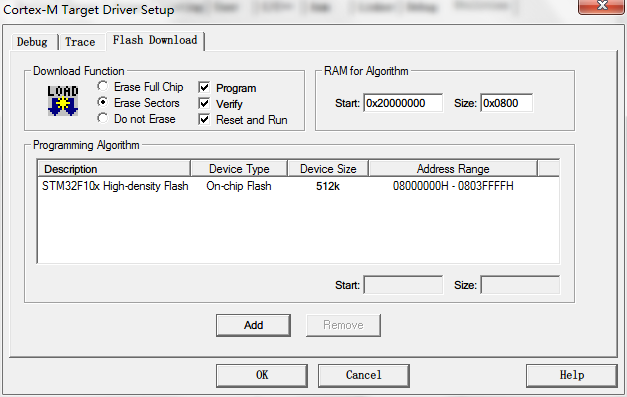 Cortex-M Target Driver Setup
Debug Trace Flash Download
Download Function
LOAD
Erase Full Chip
Erase Sectors
Do not Erase
Program
Verify
Reset and Run
RAM for Algorithm
Start: 0x20000000 Size: 0x0800
Programming Algorithm
Description Device Type Device Size Address Range
STM32F10x High-density Flash On-chip Flash 512k 08000000H - 0803FFFFH
Start: Size:
Add Remove
OK Cancel Help